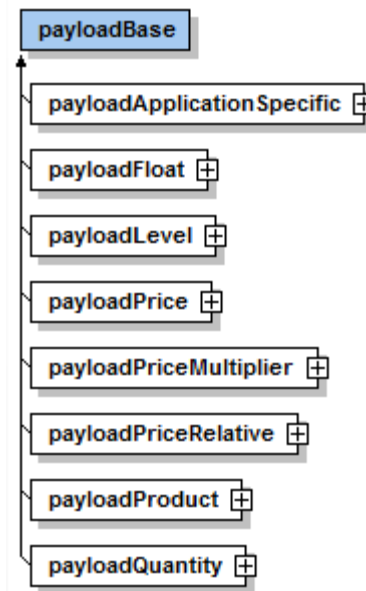 payloadBase
payloadApplicationSpecific
payloadFloat
payloadLevel
payloadPrice
payloadPriceMultiplier
payloadPriceRelative
payloadProduct
payloadQuantity